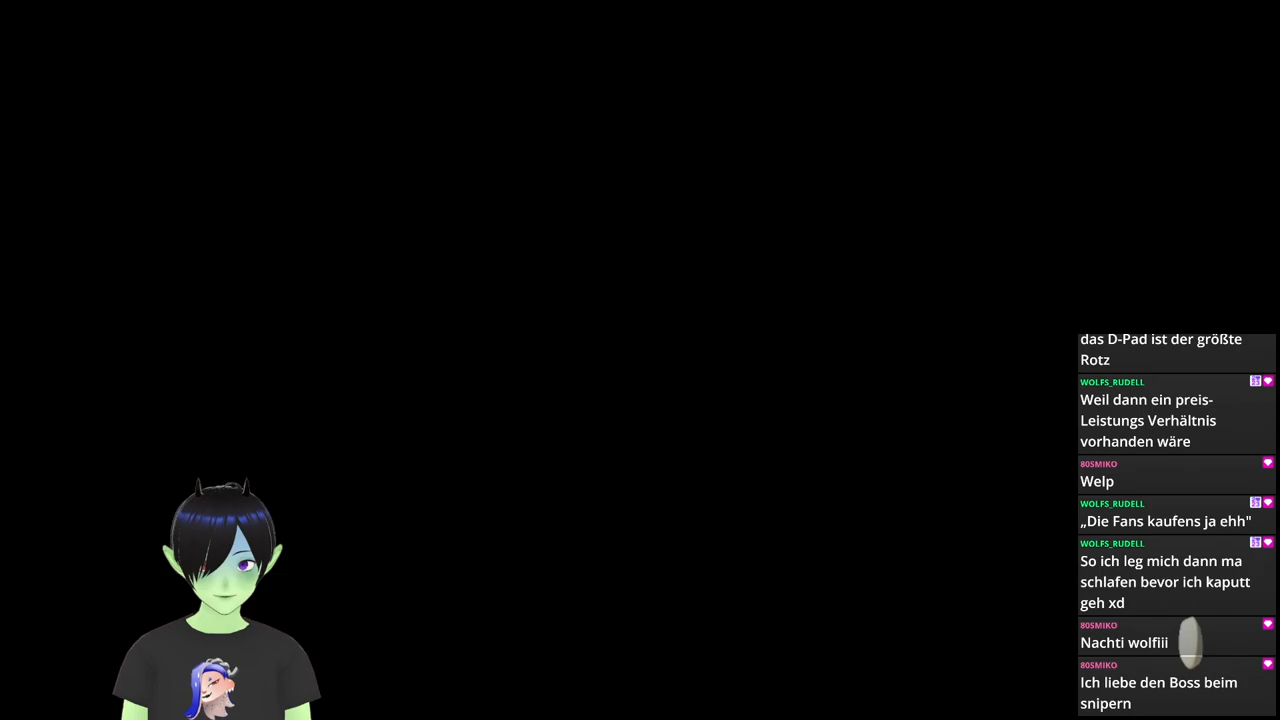 das D-Pad ist der größte
Rotz
WOLFS_RUDELL
Weil dann ein preis-
Leistungs Verhältnis
vorhanden wäre
80SMIKO
Welp
WOLFS_RUDELL
„Die Fans kaufens ja ehh"
WOLFS_RUDELL
So ich leg mich dann ma
schlafen bevor ich kaputt
geh xd
80SMIKO
Nachti wolfiii
80SMIKO
Ich liebe den Boss beim
snipern